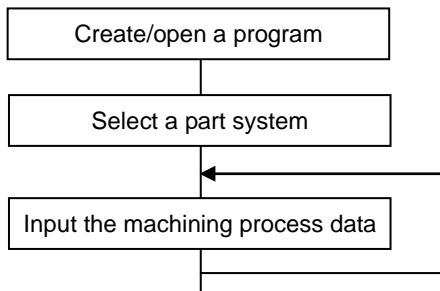 Create/open a program
Select a part system
Input the machining process data